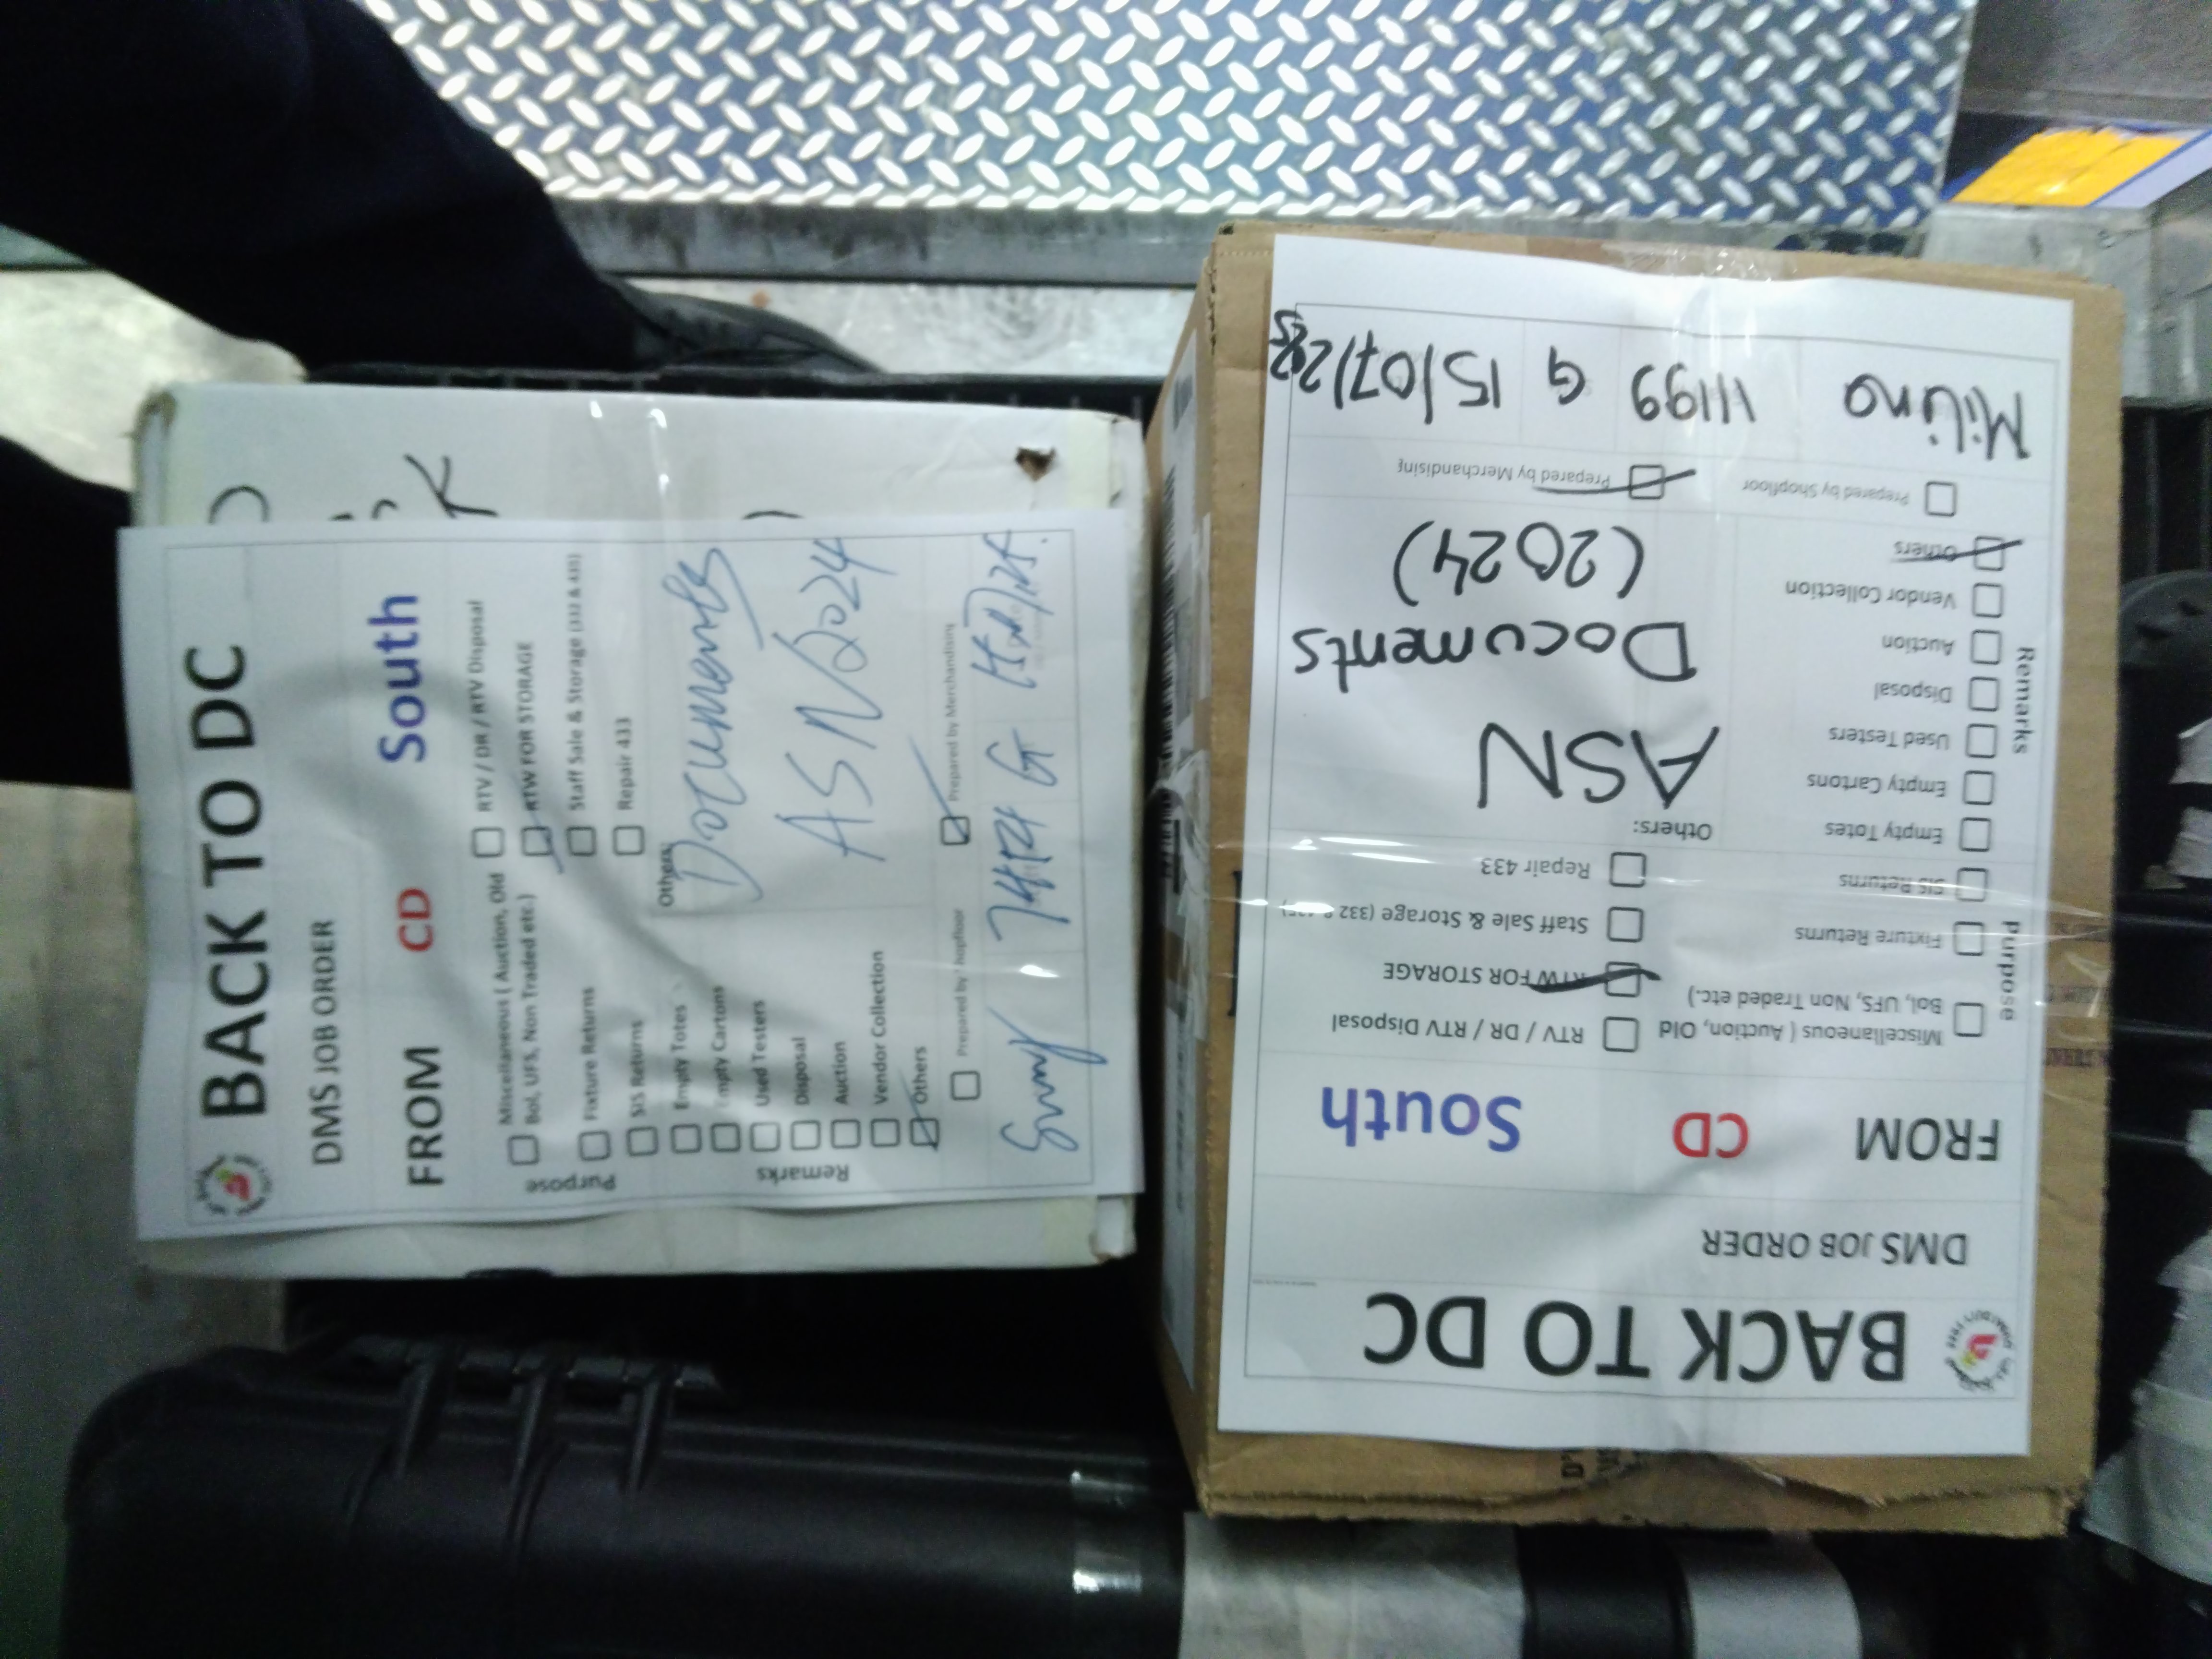 BACK TO DC
DMS JOB ORDER
FROM CD South
Purpose
Miscellaneous ( Auction, Old
Bol, UFS, Non Traded etc.)
RTV / DR / RTV Disposal
RTW FOR STORAGE
Fixture Returns
Staff Sale & Storage (332 & 435)
SIS Returns
Repair 433
Remarks
Empty Totes
Others:
Empty Cartons
Documents
Used Testers
Disposal
ASN 2024
Auction
Vendor Collection
Others
Prepared by Shopfloor
Prepared by Merchandising
G
BACK TO DC
DMS JOB ORDER
FROM CD South
Purpose
Miscellaneous ( Auction, Old
Bol, UFS, Non Traded etc.)
RTV / DR / RTV Disposal
RTW FOR STORAGE
Fixture Returns
Staff Sale & Storage (332
SIS Returns
Repair 433
Remarks
Empty Totes
Others:
Empty Cartons
ASN
Used Testers
Disposal
Documents
Auction
Vendor Collection
(2024)
Others
Prepared by Shopfloor
Prepared by Merchandising
Milino 11199 G 15/07/2025